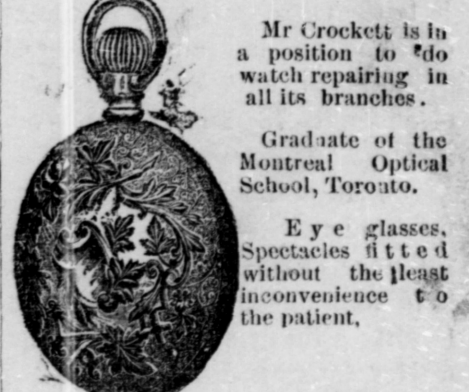 Mr Crockett is in
a position to do
watch repairing in
all its branches.
Graduate of the
Montreal Optical
School, Toronto.
Eye glasses,
Spectacles fitted
without the least
inconvenience to
the patient,